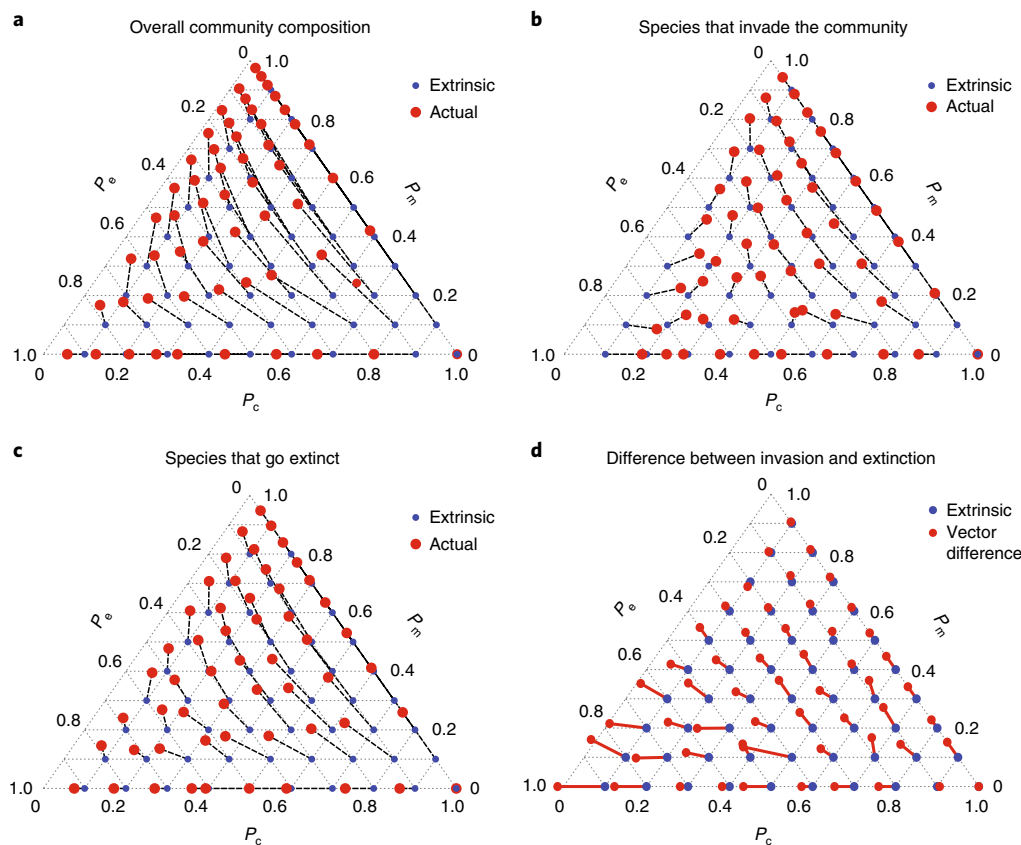 a
Overall community composition
0
1.0
0.2
0.8
0.4
0.6
0.6
0.4
0.8
0.2
1.0
0
0
0.2
0.4
0.6
0.8
1.0
Pe
Pm
Pc
Extrinsic
Actual
b
Species that invade the community
0
1.0
0.2
0.8
0.4
0.6
0.6
0.4
0.8
0.2
1.0
0
0
0.2
0.4
0.6
0.8
1.0
Pe
Pm
Pc
Extrinsic
Actual
c
Species that go extinct
0
1.0
0.2
0.8
0.4
0.6
0.6
0.4
0.8
0.2
1.0
0
0
0.2
0.4
0.6
0.8
1.0
Pe
Pm
Pc
Extrinsic
Actual
d
Difference between invasion and extinction
0
1.0
0.2
0.8
0.4
0.6
0.6
0.4
0.8
0.2
1.0
0
0
0.2
0.4
0.6
0.8
1.0
Pe
Pm
Pc
Extrinsic
Vector
difference